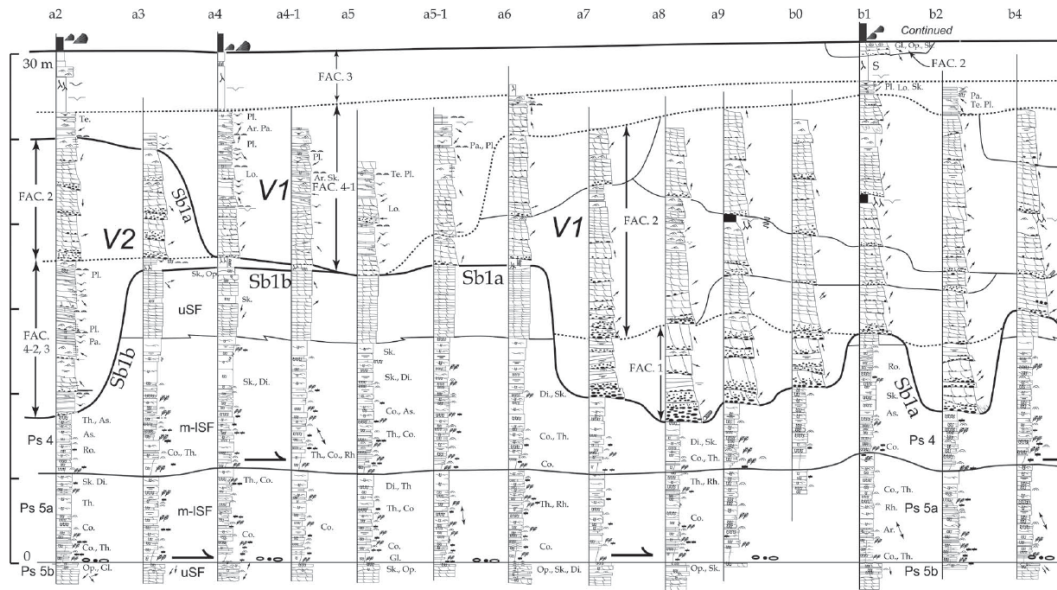 a2 a3 a4 a4-1 a5 a5-1 a6 a7 a8 a9 b0 b1 b2 b4
Continued
Gl., Op., Sk.
FAC. 2
30 m
FAC. 3
S
Pl. Lo. Sk.
Pa.
Te. Pl.
Te.
Pl.
Ar. Pa.
Pl.
Pa., Pl.
Pl.
Ar. Sk.
FAC. 4-1
Te. Pl.
Lo.
Lo.
FAC. 2
Sb1a
V1
V1
FAC. 2
V2
Pl.
Sk., Op.
Sb1b
Sb1a
Sk.
uSF
Pl.
Pa.
FAC.
4-2, 3
Sb1b
Sk.
Sk., Di.
Sk, Di.
FAC. 1
Ro.
Sk.
Sb1a
Di., Sk.
Th., As.
Co., As.
As.
Ps 4
As.
Ro.
m-lSF
Co., Th.
Th., Co.
Th., Co., Rh
Co., Th.
Co.
Di., Sk.
Co., Th.
Co.
Ps 4
Sk. Di.
Th., Co.
Di., Th
Th., Rh.
Co., Th.
Ps 5a
Th.
m-lSF
Th., Co
Th., Rh.
Rh.
Ps 5a
Co.
Co.
Co.
Ar.
Co., Th.
Co.
Co.
Gl.
Co.
Co., Th.
0
Ps 5b
Op., Gl.
uSF
Sk., Op.
Op., Sk., Di.
Op., Sk.
Ps 5b